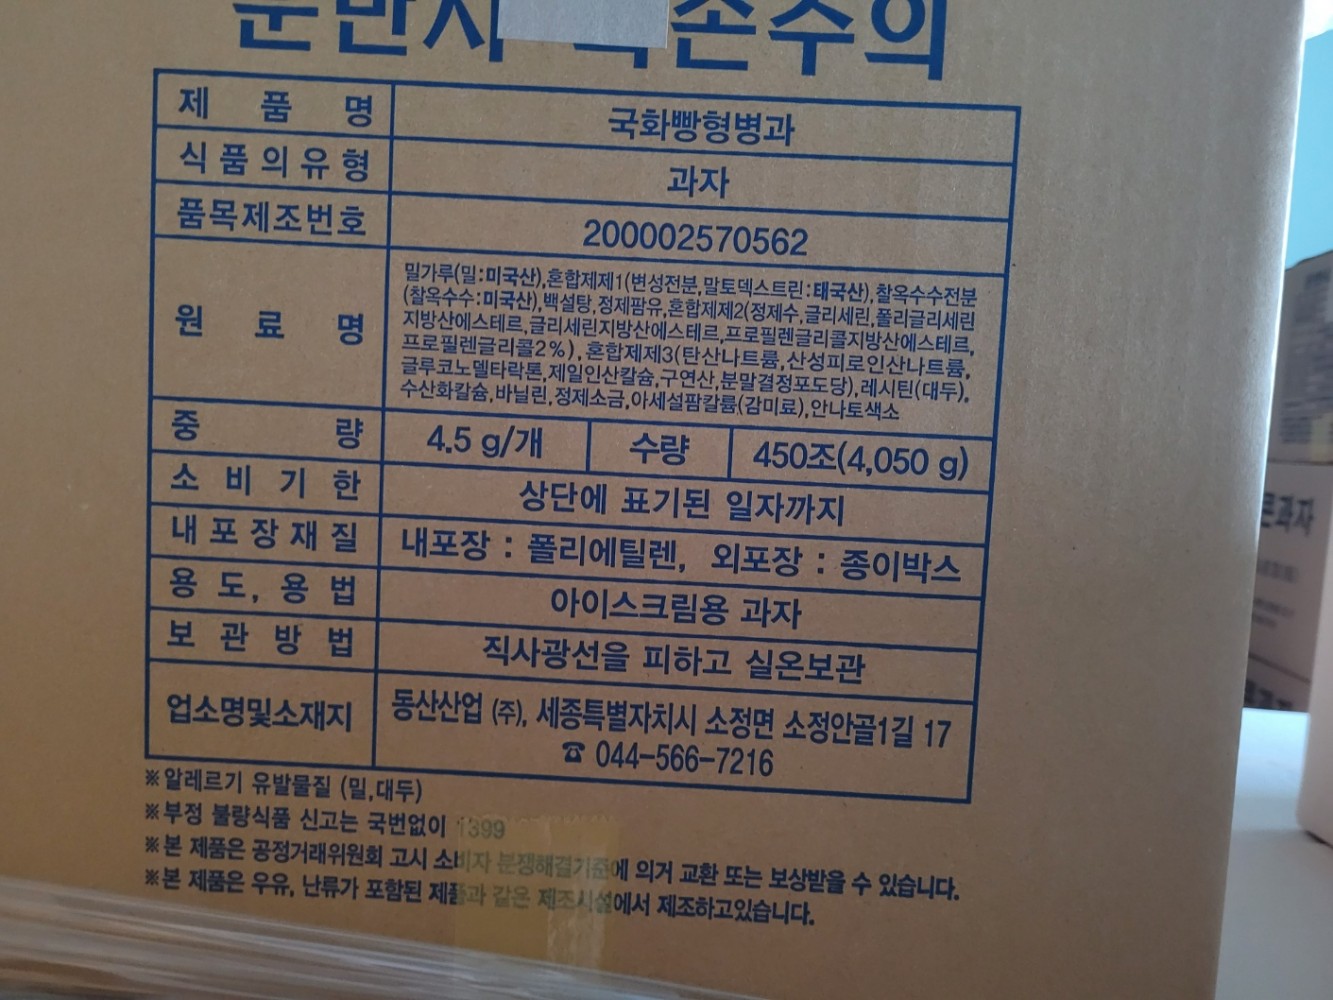 운반시 파손주의
제 품 명 국화빵형병과
식품의유형 과자
품목제조번호 200002570562
원 료 명
밀가루(밀:미국산),혼합제제1(변성전분,말토덱스트린:태국산),찰옥수수전분
(찰옥수수:미국산),백설탕,정제팜유,혼합제제2(정제수,글리세린,폴리글리세린
지방산에스테르,글리세린지방산에스테르,프로필렌글리콜지방산에스테르,
프로필렌글리콜2%),혼합제제3(탄산나트륨,산성피로인산나트륨,
글루코노델타락톤,제일인산칼슘,구연산,분말결정포도당),레시틴(대두),
수산화칼슘,바닐린,정제소금,아세설팜칼륨(감미료),안나토색소
중 량 4.5 g/개 수량 450조(4,050 g)
소 비 기 한 상단에 표기된 일자까지
내포장재질 내포장 : 폴리에틸렌, 외포장 : 종이박스
용 도, 용 법 아이스크림용 과자
보 관 방 법 직사광선을 피하고 실온보관
업소명및소재지 동산산업 (주), 세종특별자치시 소정면 소정안골1길 17
☎ 044-566-7216
※알레르기 유발물질 (밀,대두)
※부정 불량식품 신고는 국번없이 1399
※본 제품은 공정거래위원회 고시 소비자 분쟁해결기준에 의거 교환 또는 보상받을 수 있습니다.
※본 제품은 우유, 난류가 포함된 제품과 같은 제조시설에서 제조하고있습니다.
과자